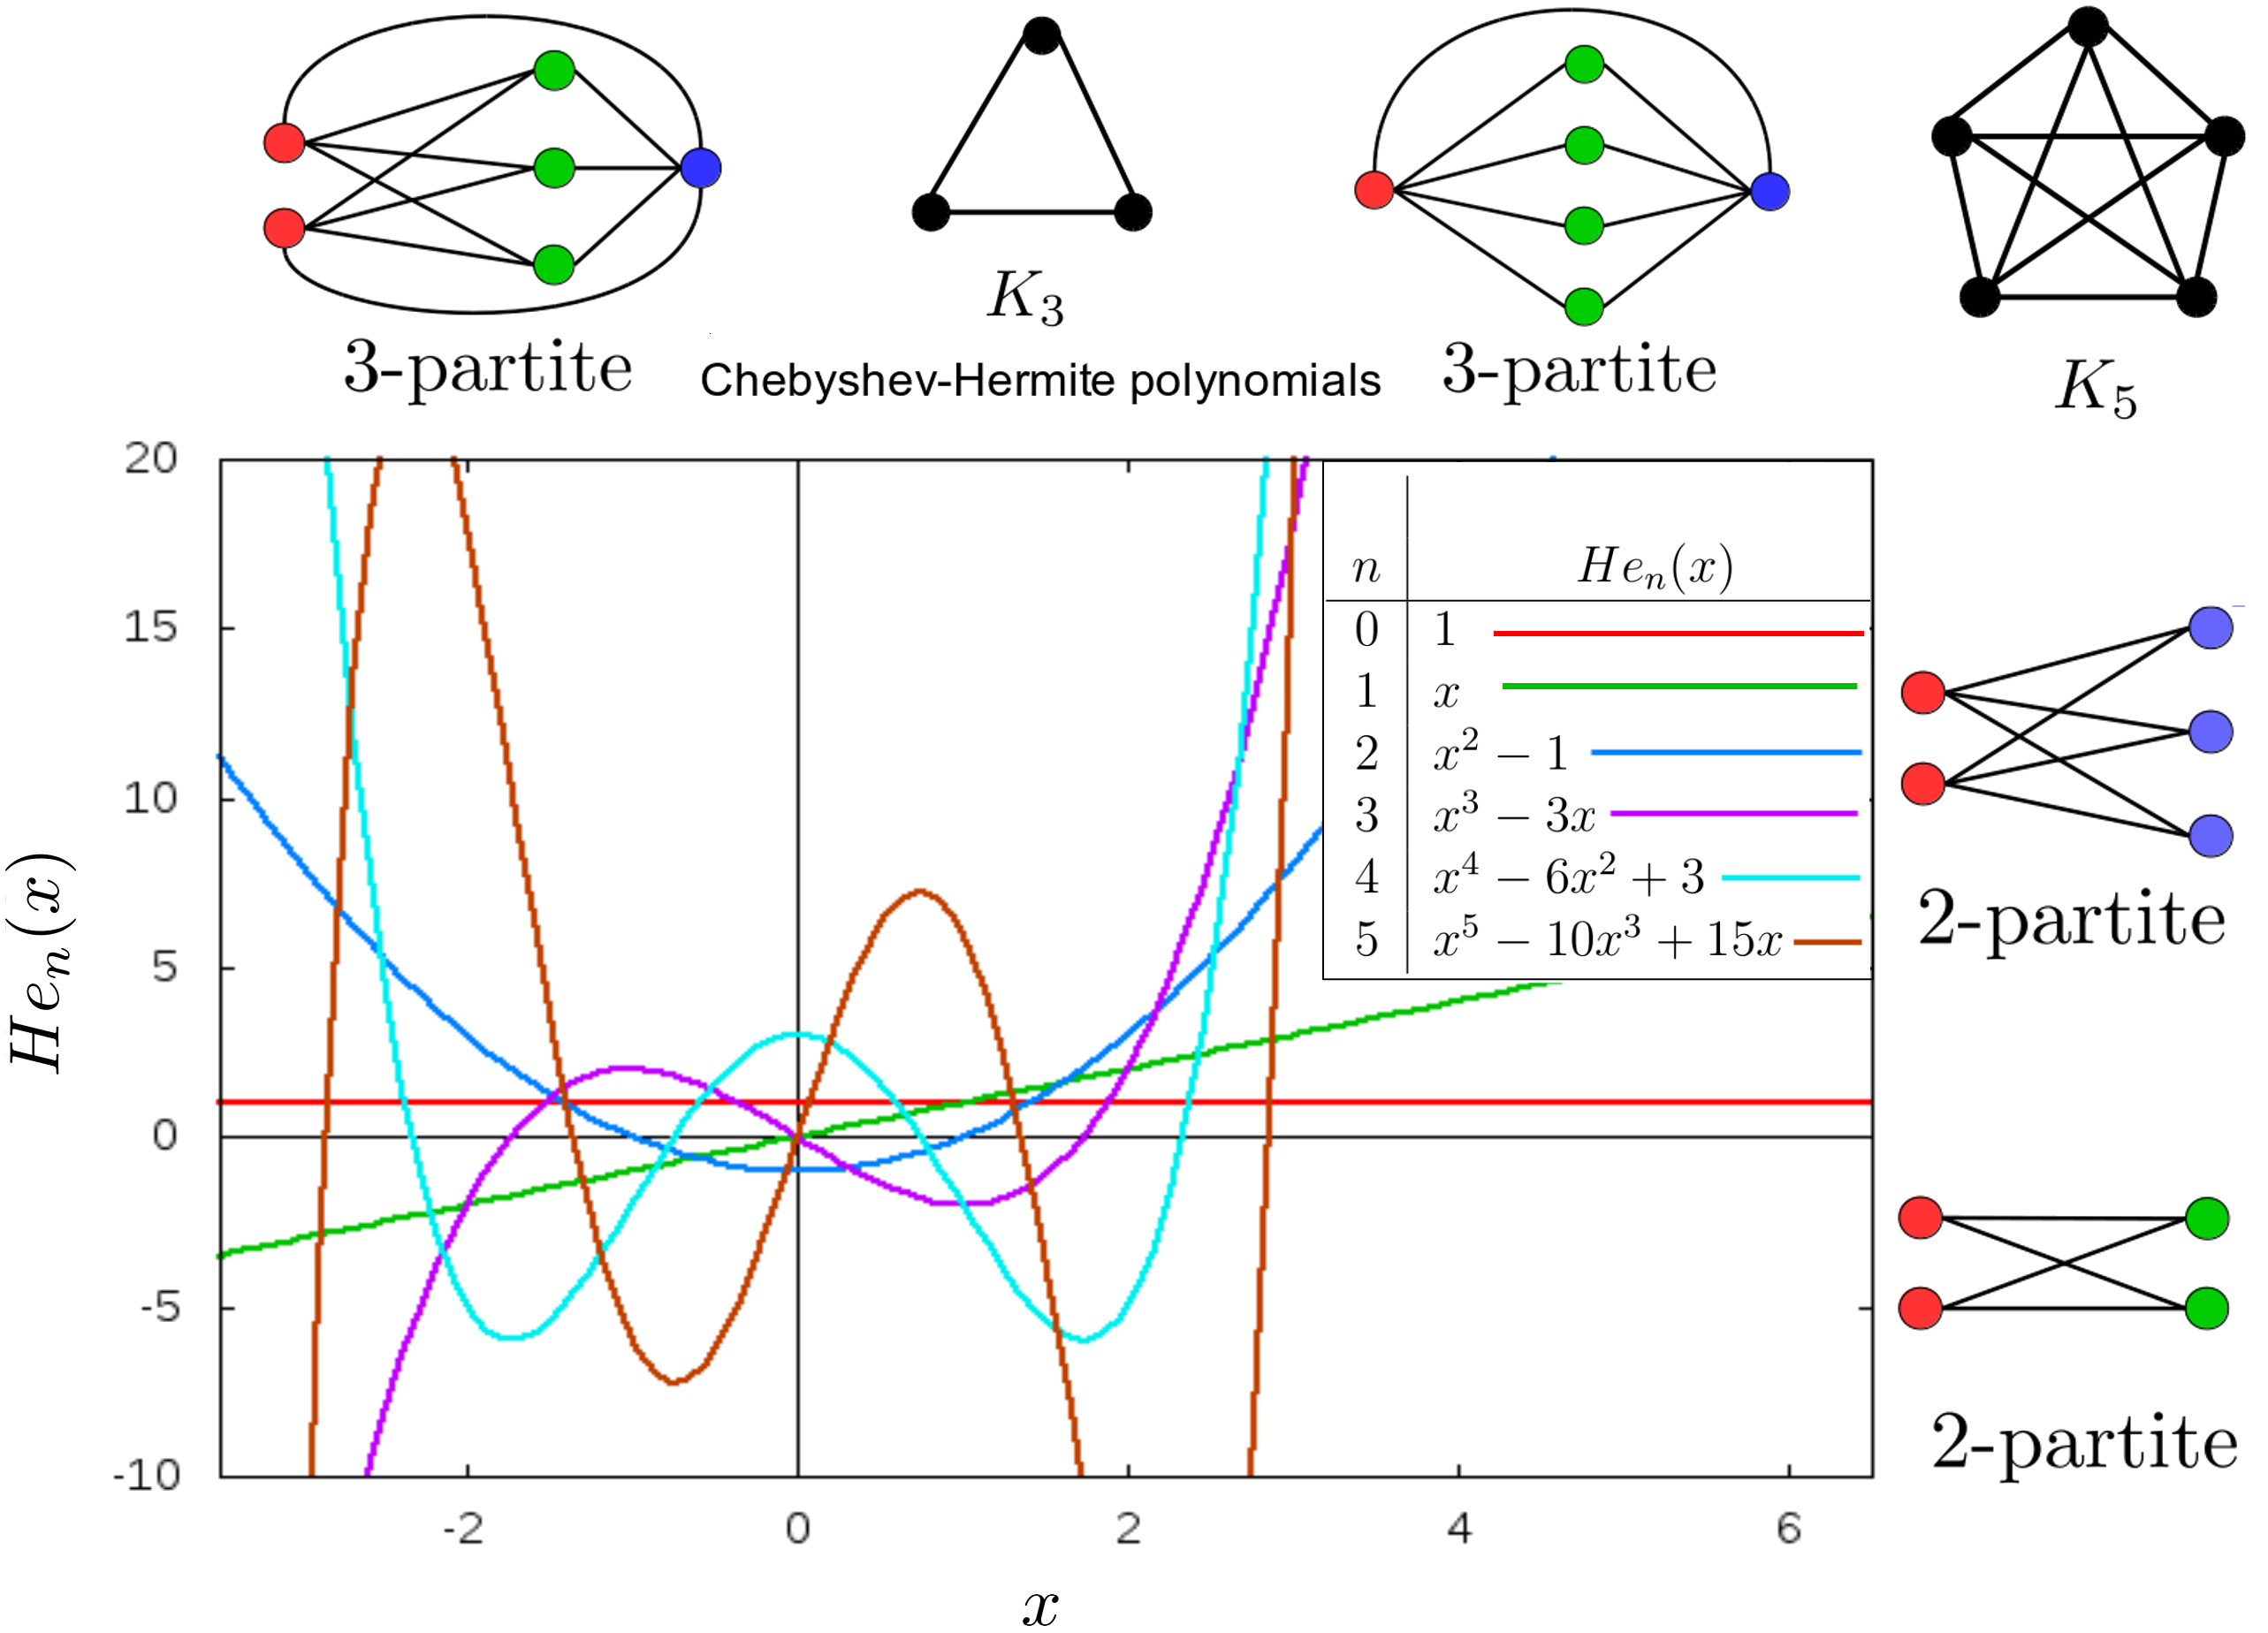 K₃
3-partite
Chebyshev-Hermite polynomials
3-partite
K₅
20
15
10
5
0
-5
-10
Heₙ(x)
n Heₙ(x)
0 1
1 x
2 x² − 1
3 x³ − 3x
4 x⁴ − 6x² + 3
5 x⁵ − 10x³ + 15x
2-partite
2-partite
-2 0 2 4 6
x